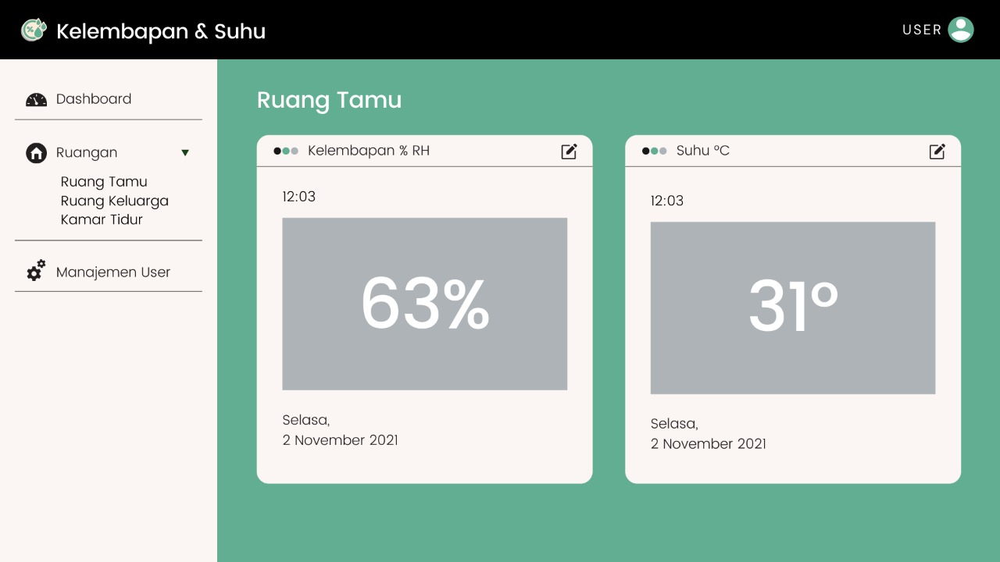 Kelembapan & Suhu
USER
Dashboard
Ruangan
Ruang Tamu
Ruang Keluarga
Kamar Tidur
Manajemen User
Ruang Tamu
Kelembapan % RH
12:03
63%
Selasa,
2 November 2021
Suhu °C
12:03
31°
Selasa,
2 November 2021